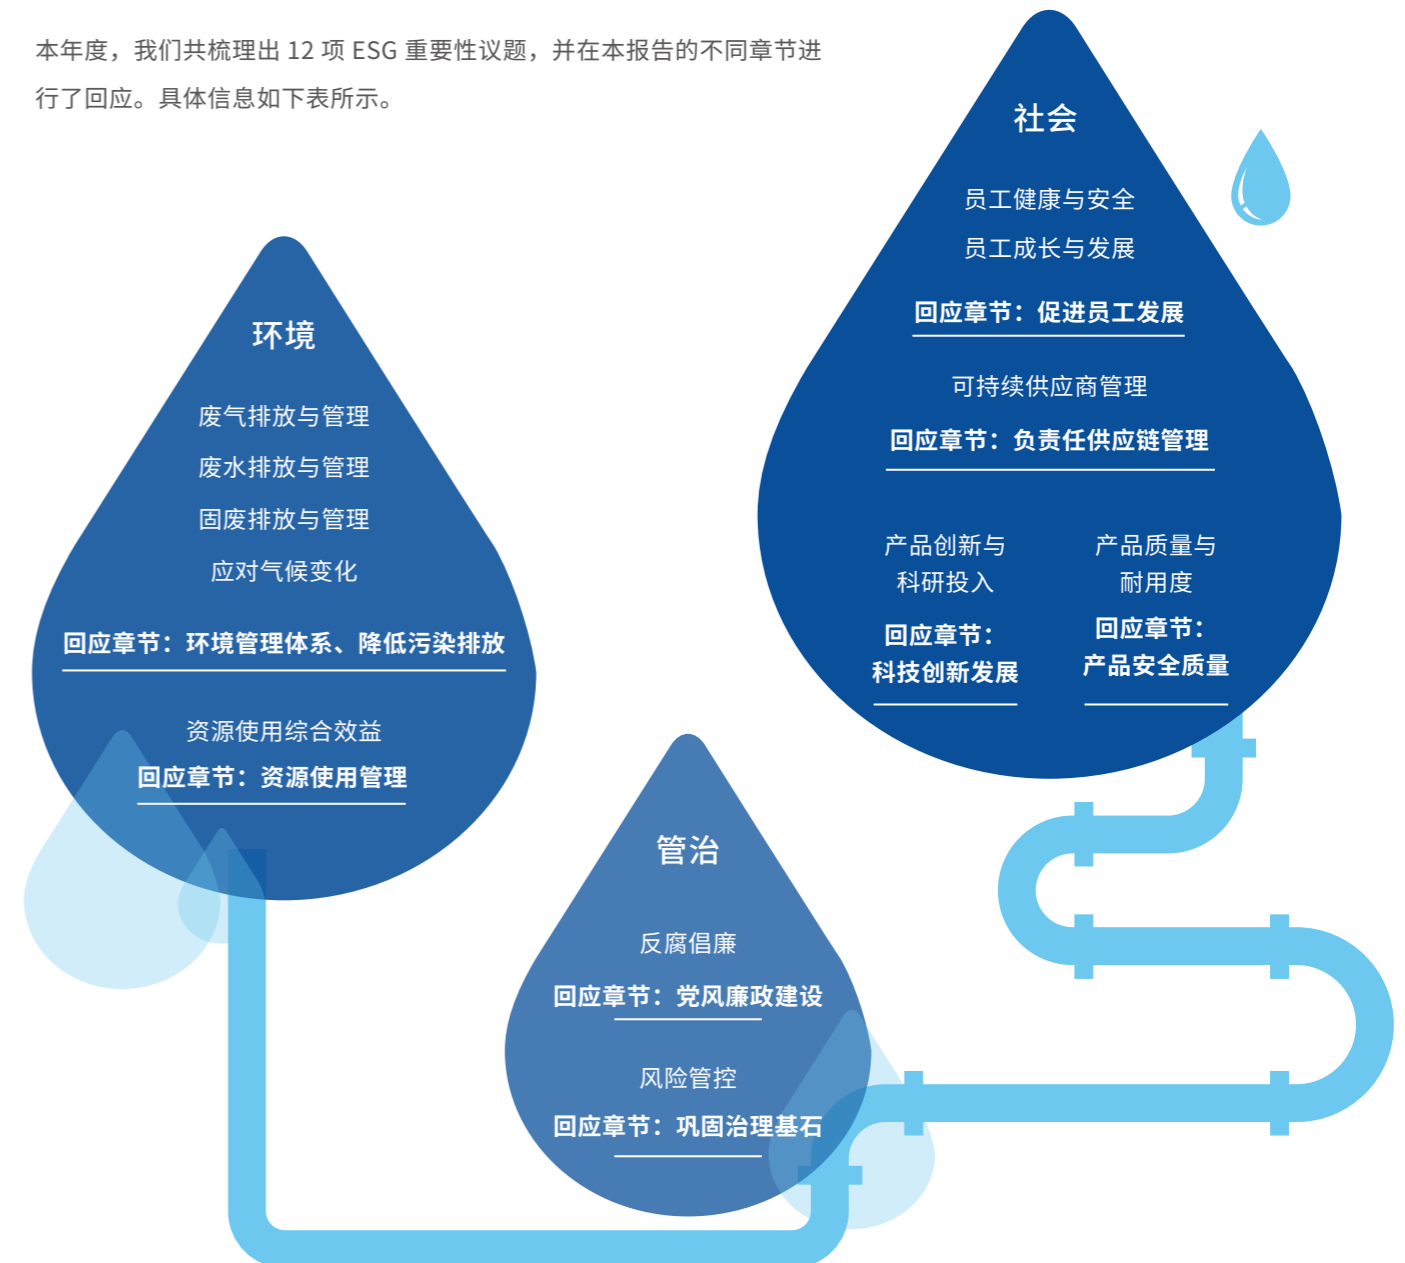 本年度，我们共梳理出 12 项 ESG 重要性议题，并在本报告的不同章节进
行了回应。具体信息如下表所示。
环境
废气排放与管理
废水排放与管理
固废排放与管理
应对气候变化
回应章节：环境管理体系、降低污染排放
资源使用综合效益
回应章节：资源使用管理
管治
反腐倡廉
回应章节：党风廉政建设
风险管控
回应章节：巩固治理基石
社会
员工健康与安全
员工成长与发展
回应章节：促进员工发展
可持续供应商管理
回应章节：负责任供应链管理
产品创新与
科研投入
回应章节：
科技创新发展
产品质量与
耐用度
回应章节：
产品安全质量